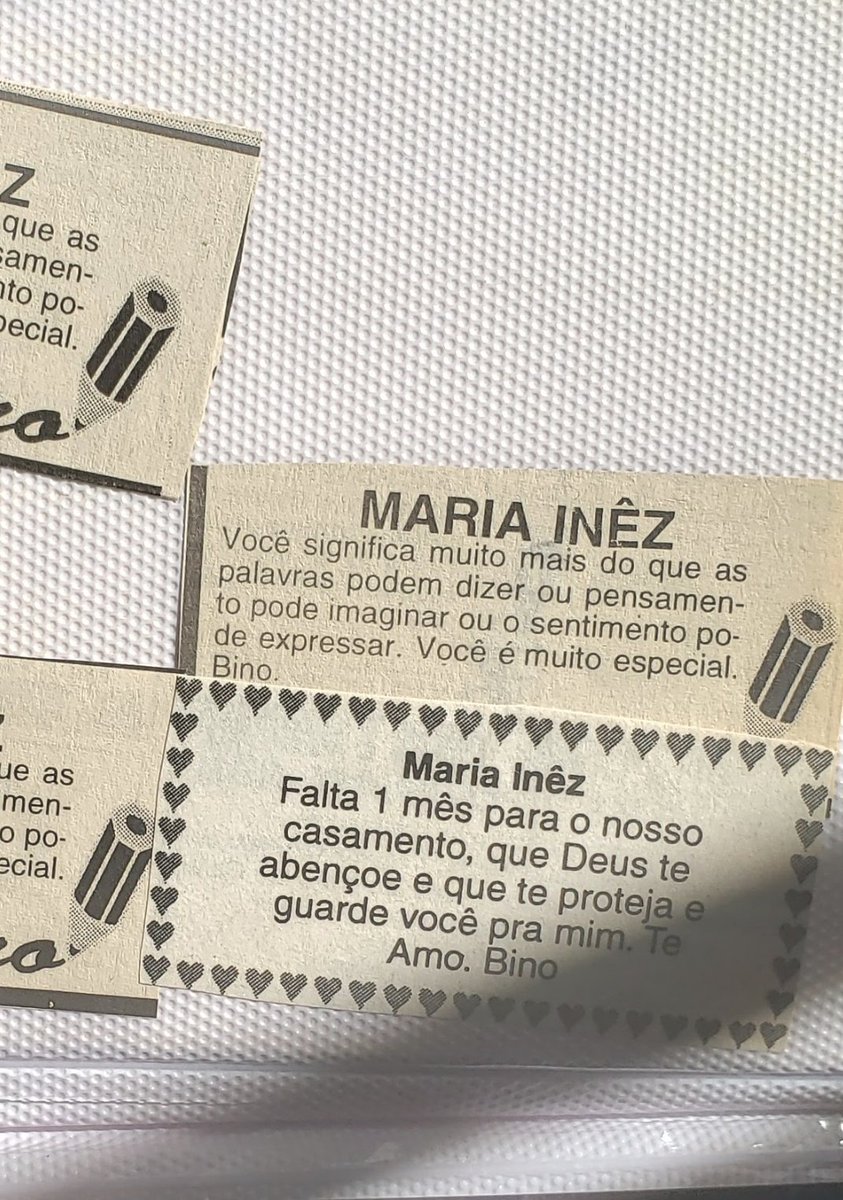 Z
que as
samen-
nto po-
pecial.
MARIA INÊZ
Você significa muito mais do que as
palavras podem dizer ou pensamen-
to pode imaginar ou o sentimento po-
de expressar. Você é muito especial.
Bino.
ue as
men-
o po-
ecial.
Maria Inêz
Falta 1 mês para o nosso
casamento, que Deus te
abençoe e que te proteja e
guarde você pra mim. Te
Amo. Bino